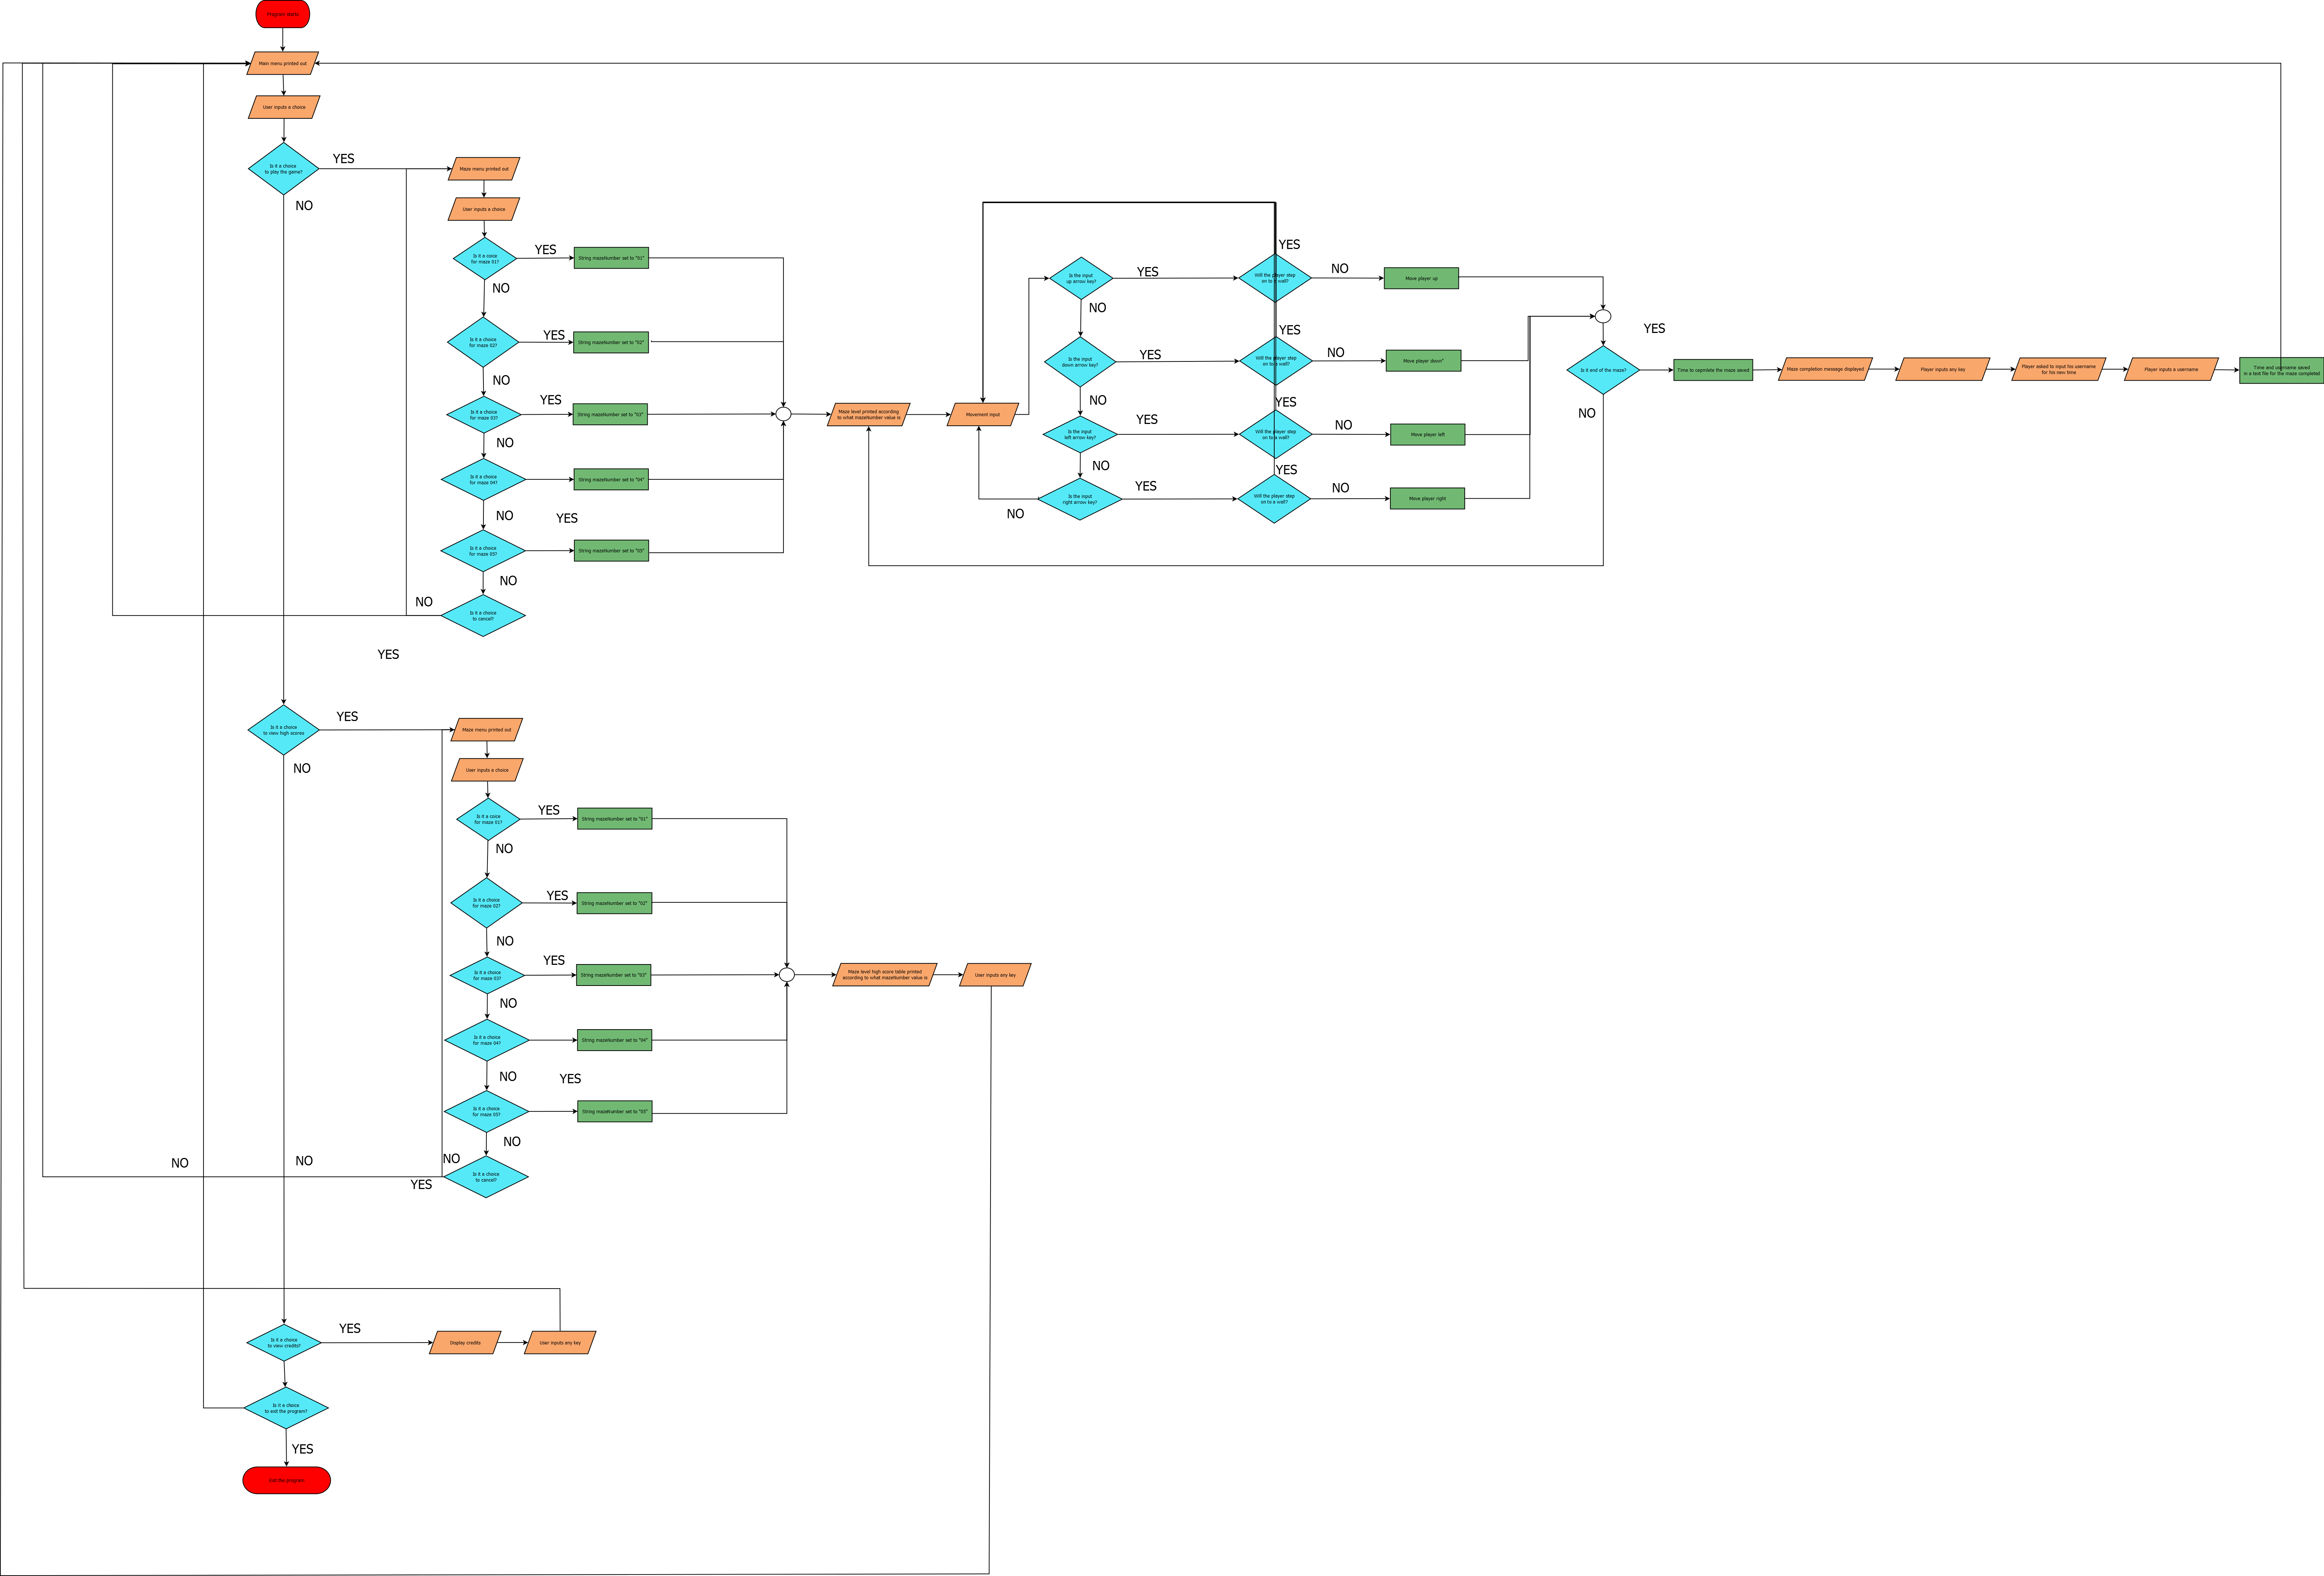 Program starts
Main menu printed out
User inputs a choice
Is it a choice
to play the game?
YES
NO
Maze menu printed out
User inputs a choice
Is it a coice
for maze 01?
YES
String mazeNumber set to "01"
NO
Is it a choice
for maze 02?
YES
String mazeNumber set to "02"
NO
Is it a choice
for maze 03?
YES
String mazeNumber set to "03"
NO
Is it a choice
for maze 04?
String mazeNumber set to "04"
NO
YES
Is it a choice
for maze 05?
String mazeNumber set to "05"
NO
NO
Is it a choice
to cancel?
YES
Maze level printed according
to what mazeNumber value is
Movement input
Is the input
up arrow key?
YES
NO
YES
Will the player step
on to a wall?
NO
Move player up
Is the input
down arrow key?
YES
NO
YES
Will the player step
on to a wall?
NO
Move player down"
Is the input
left arrow key?
YES
NO
YES
Will the player step
on to a wall?
NO
Move player left
Is the input
right arrow key?
YES
NO
YES
Will the player step
on to a wall?
NO
Move player right
Is it end of the maze?
YES
NO
Time to cepmlete the maze saved
Maze completion message displayed
Player inputs any key
Player asked to input his username
for his new time
Player inputs a username
Time and username saved
in a text file for the maze completed
Is it a choice
to view high scores
YES
NO
Maze menu printed out
User inputs a choice
Is it a coice
for maze 01?
YES
String mazeNumber set to "01"
NO
Is it a choice
for maze 02?
YES
String mazeNumber set to "02"
NO
Is it a choice
for maze 03?
YES
String mazeNumber set to "03"
NO
Is it a choice
for maze 04?
String mazeNumber set to "04"
NO
YES
Is it a choice
for maze 05?
String mazeNumber set to "05"
NO
NO
Is it a choice
to cancel?
YES
Maze level high score table printed
according to what mazeNumber value is
User inputs any key
NO
NO
Is it a choice
to view credits?
YES
Display credits
User inputs any key
Is it a choice
to exit the program?
YES
Exit the program